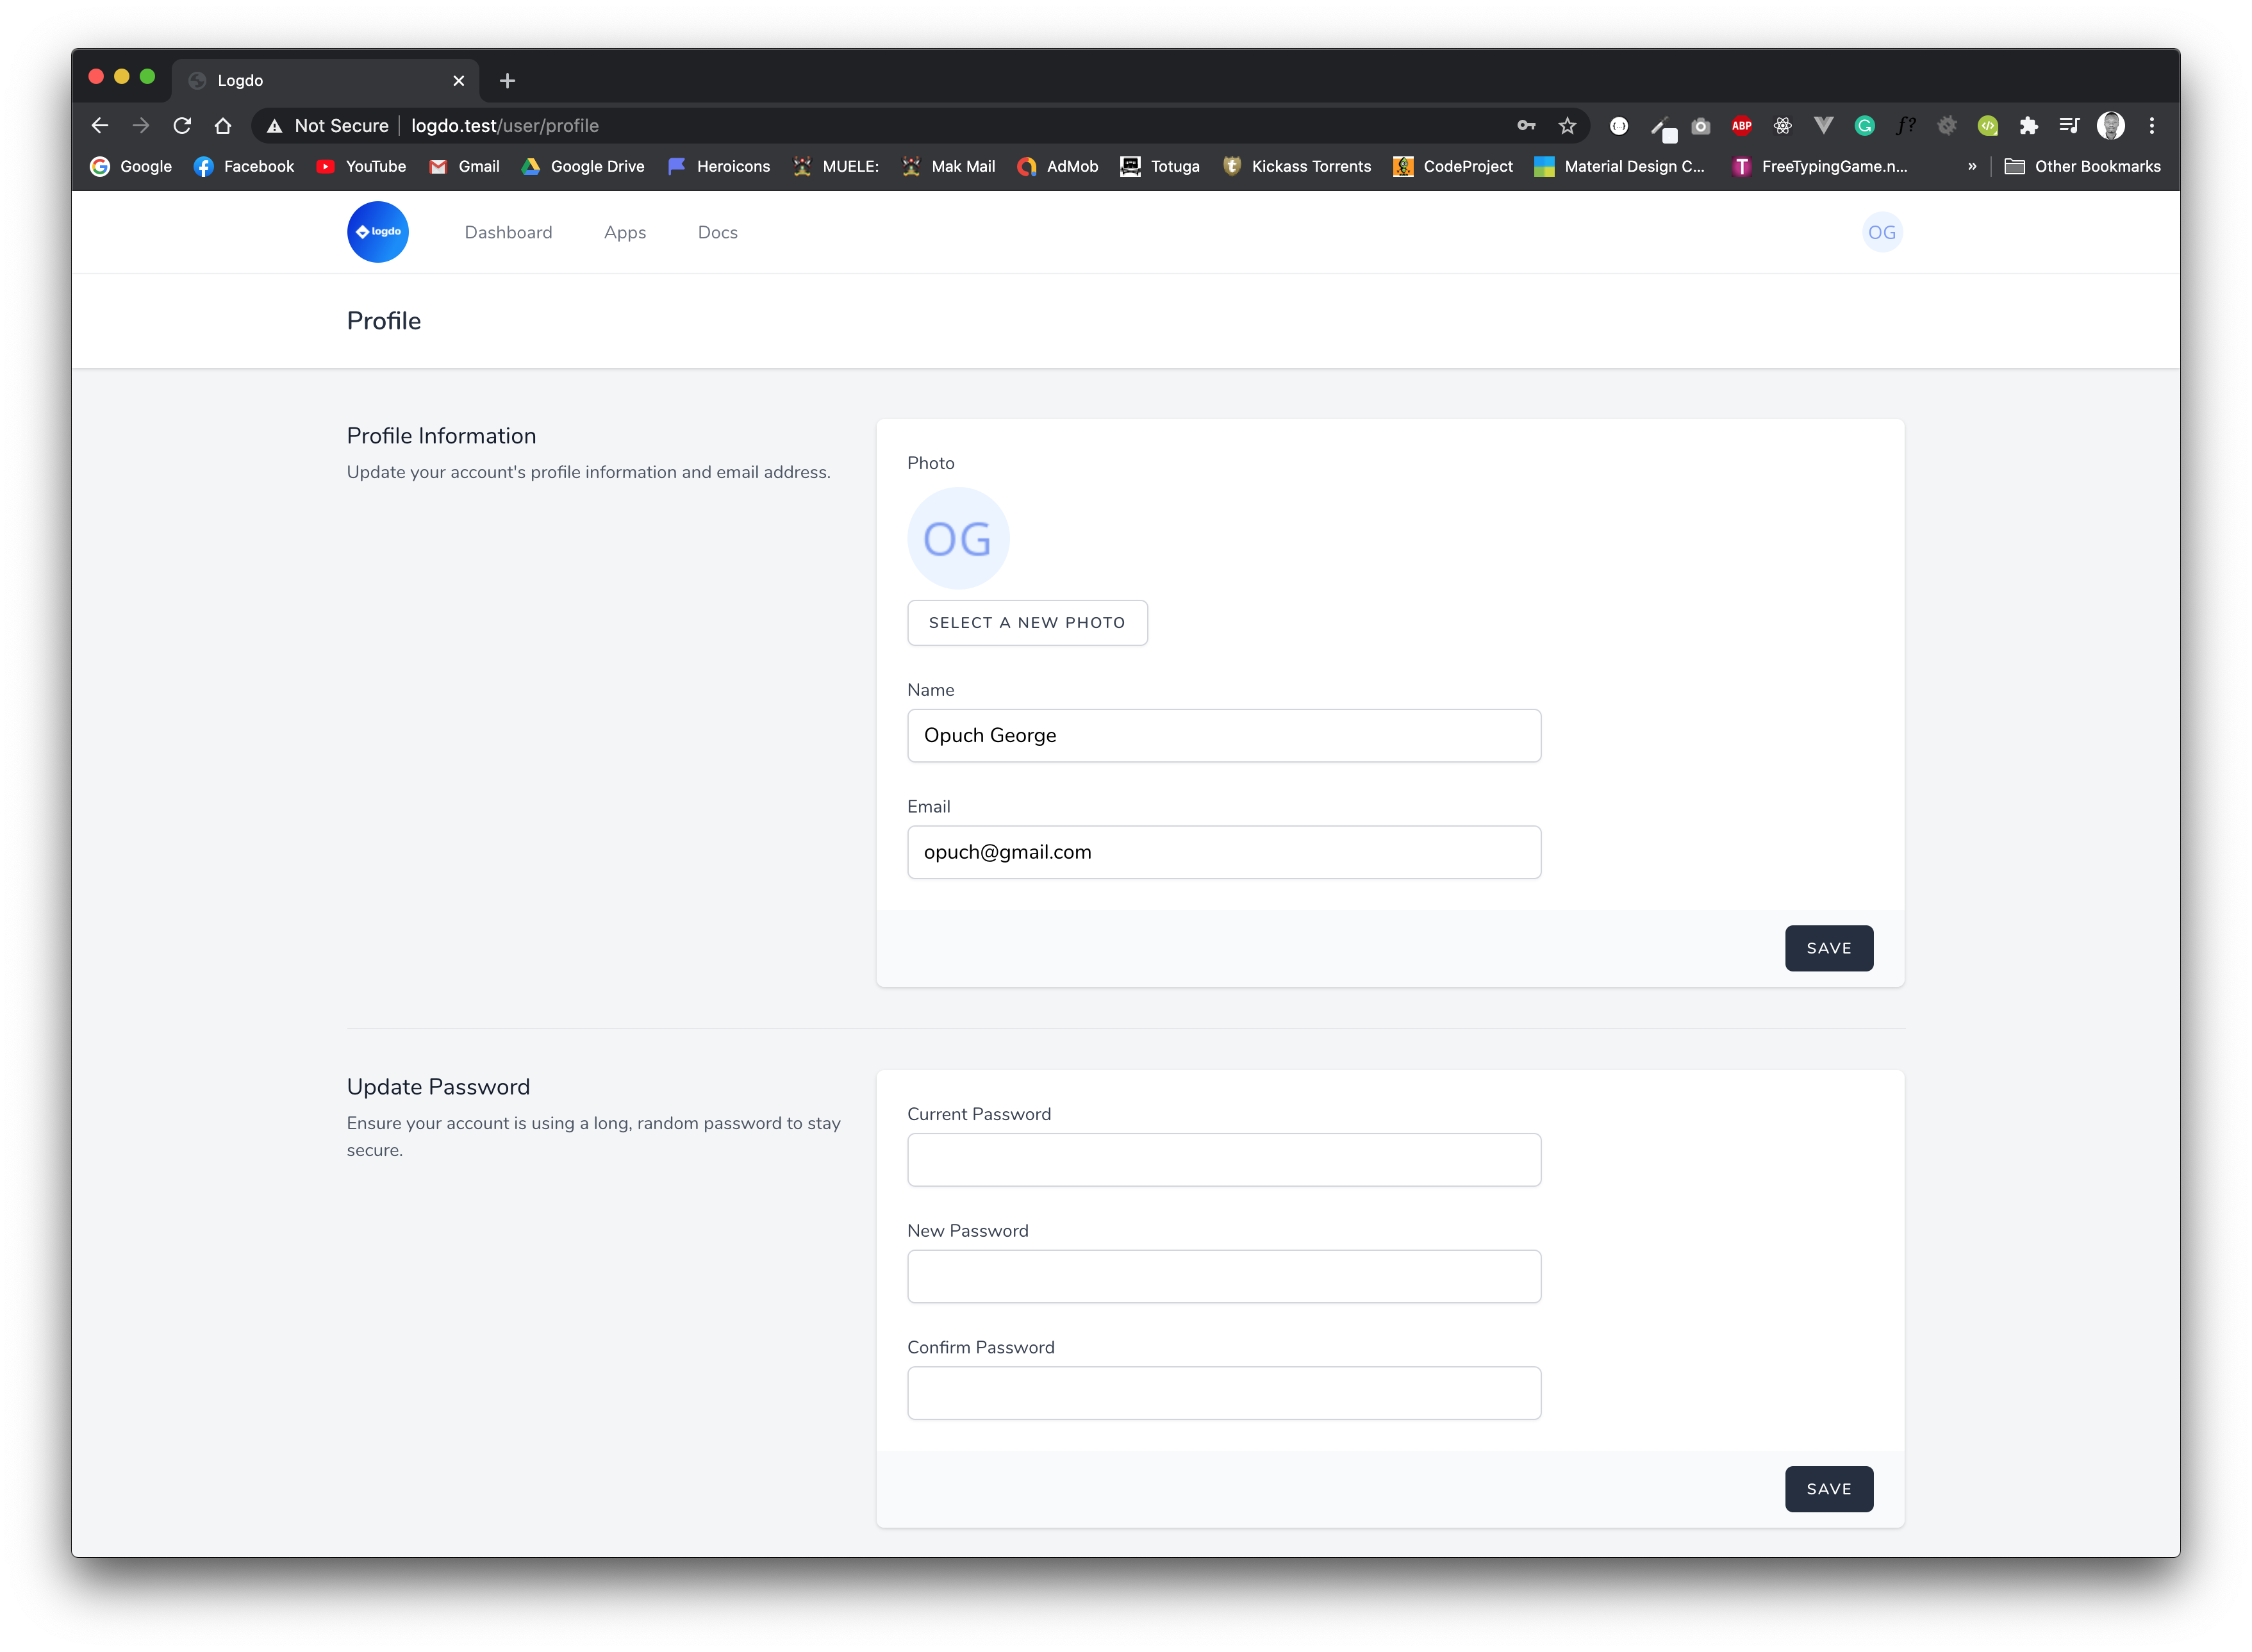 Logdo
Not Secure | logdo.test/user/profile
ABP
f?
Google Facebook YouTube Gmail Google Drive Heroicons MUELE: Mak Mail AdMob Totuga Kickass Torrents CodeProject Material Design C... FreeTypingGame.n... » Other Bookmarks
logdo Dashboard Apps Docs OG
Profile
Profile Information
Update your account's profile information and email address.
Photo
OG
SELECT A NEW PHOTO
Name
Opuch George
Email
opuch@gmail.com
SAVE
Update Password
Ensure your account is using a long, random password to stay
secure.
Current Password
New Password
Confirm Password
SAVE